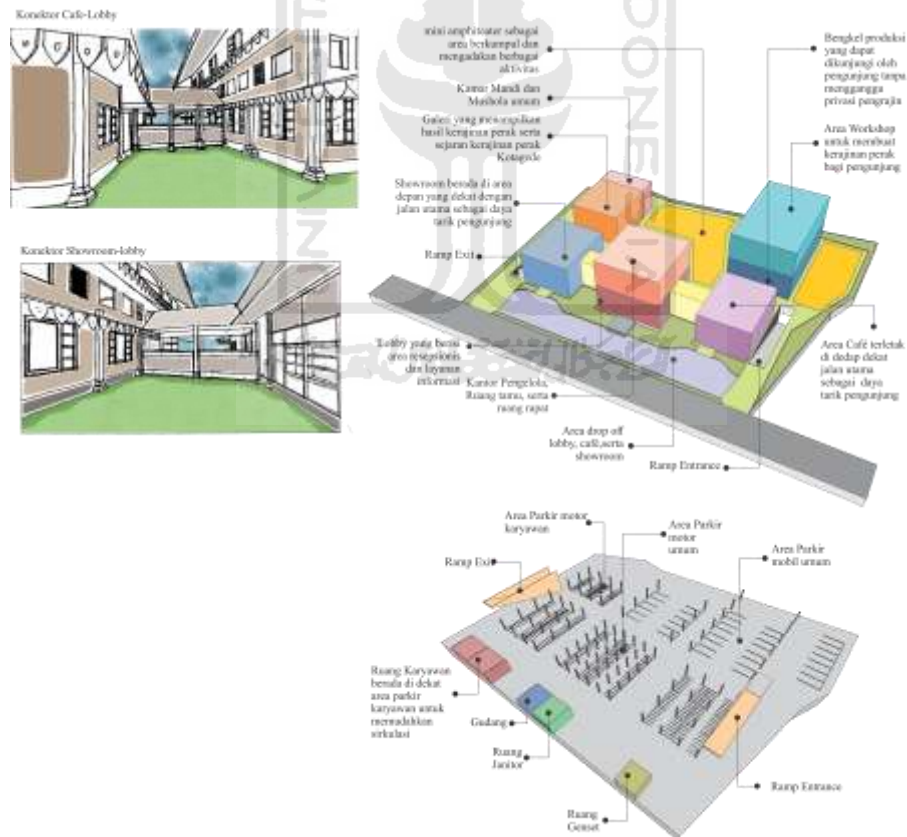 Konektor Cafe-Lobby
Konektor Showroom-lobby
mini amphiteater sebagai
area berkumpul dan
mengadakan berbagai
aktivitas
Kamar Mandi dan
Mushola umum
Galeri yang menampilkan
hasil kerajinan perak serta
sejaran kerajinan perak
Kotagede
Showroom berada di area
depan yang dekat dengan
jalan utama sebagai daya
tarik pengunjung
Ramp Exit
Lobby yang berisi
area resepsionis
dan layanan
informasi
Kantor Pengelola,
Ruang tamu, serta
ruang rapat
Area drop off
lobby, café,serta
showroom
Ramp Entrance
Bengkel produksi
yang dapat
dikunjungi oleh
pengunjung tanpa
mengganggu
privasi pengrajin
Area Workshop
untuk membuat
kerajinan perak
bagi pengunjung
Area Café terletak
di dekat
jalan utama
sebagai daya
tarik pengunjung
Area Parkir motor
karyawan
Area Parkir
motor
umum
Area Parkir
mobil umum
Ramp Exit
Ruang Karyawan
berada di dekat
area parkir
karyawan untuk
memudahkan
sirkulasi
Gudang
Ruang
Janitor
Ruang
Genset
Ramp Entrance